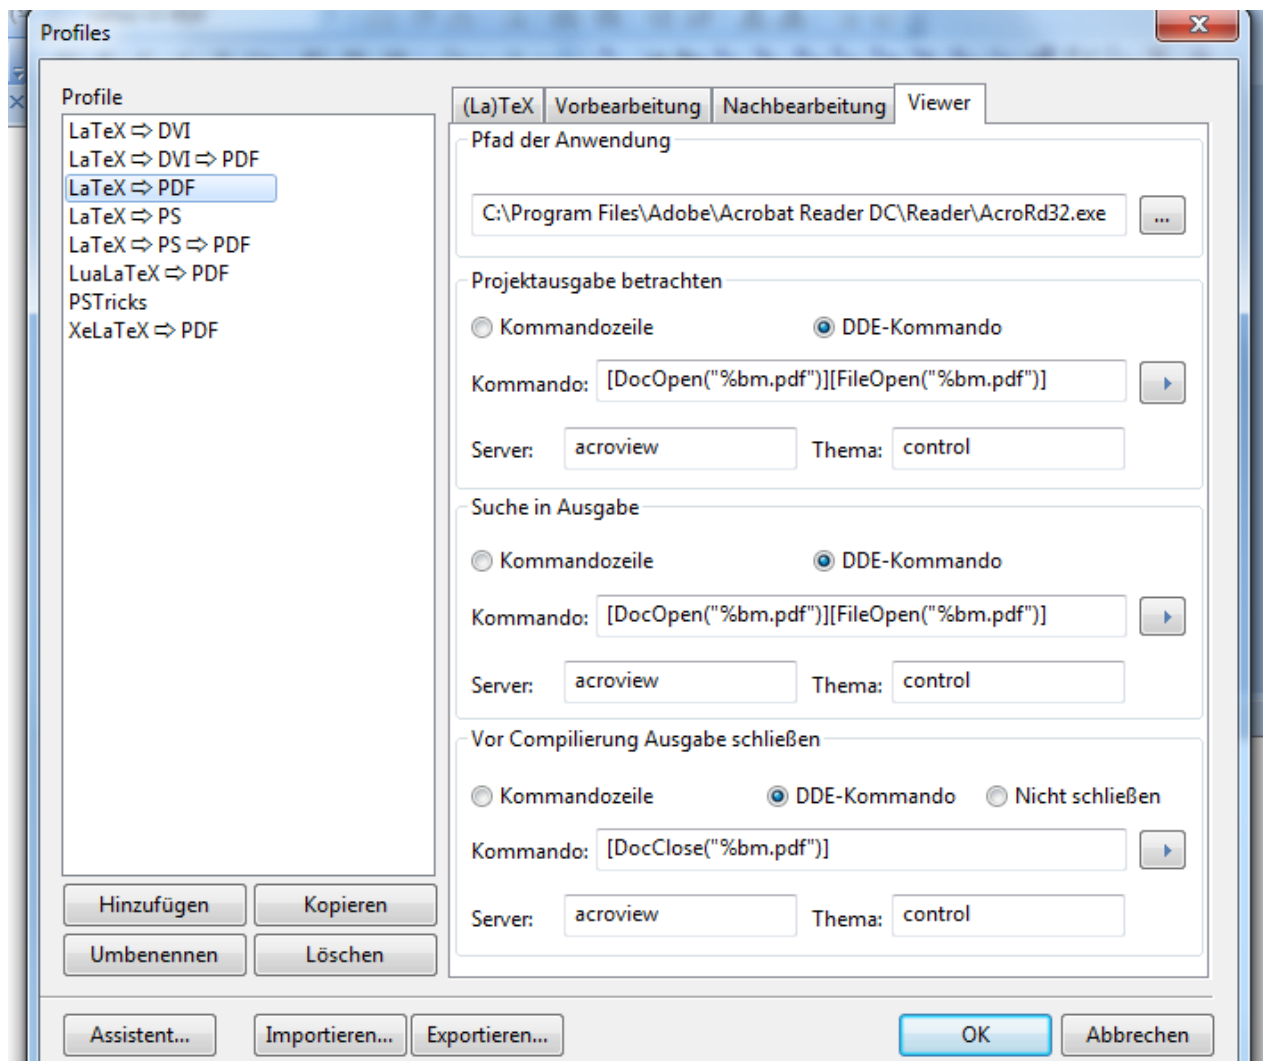 Profiles
Profile
LaTeX ⇨ DVI
LaTeX ⇨ DVI ⇨ PDF
LaTeX ⇨ PDF
LaTeX ⇨ PS
LaTeX ⇨ PS ⇨ PDF
LuaLaTeX ⇨ PDF
PSTricks
XeLaTeX ⇨ PDF
Hinzufügen Kopieren
Umbenennen Löschen
(La)TeX Vorbearbeitung Nachbearbeitung Viewer
Pfad der Anwendung
C:\Program Files\Adobe\Acrobat Reader DC\Reader\AcroRd32.exe ...
Projektausgabe betrachten
Kommandozeile DDE-Kommando
Kommando: [DocOpen("%bm.pdf")][FileOpen("%bm.pdf")]
Server: acroview Thema: control
Suche in Ausgabe
Kommandozeile DDE-Kommando
Kommando: [DocOpen("%bm.pdf")][FileOpen("%bm.pdf")]
Server: acroview Thema: control
Vor Compilierung Ausgabe schließen
Kommandozeile DDE-Kommando Nicht schließen
Kommando: [DocClose("%bm.pdf")]
Server: acroview Thema: control
Assistent... Importieren... Exportieren... OK Abbrechen